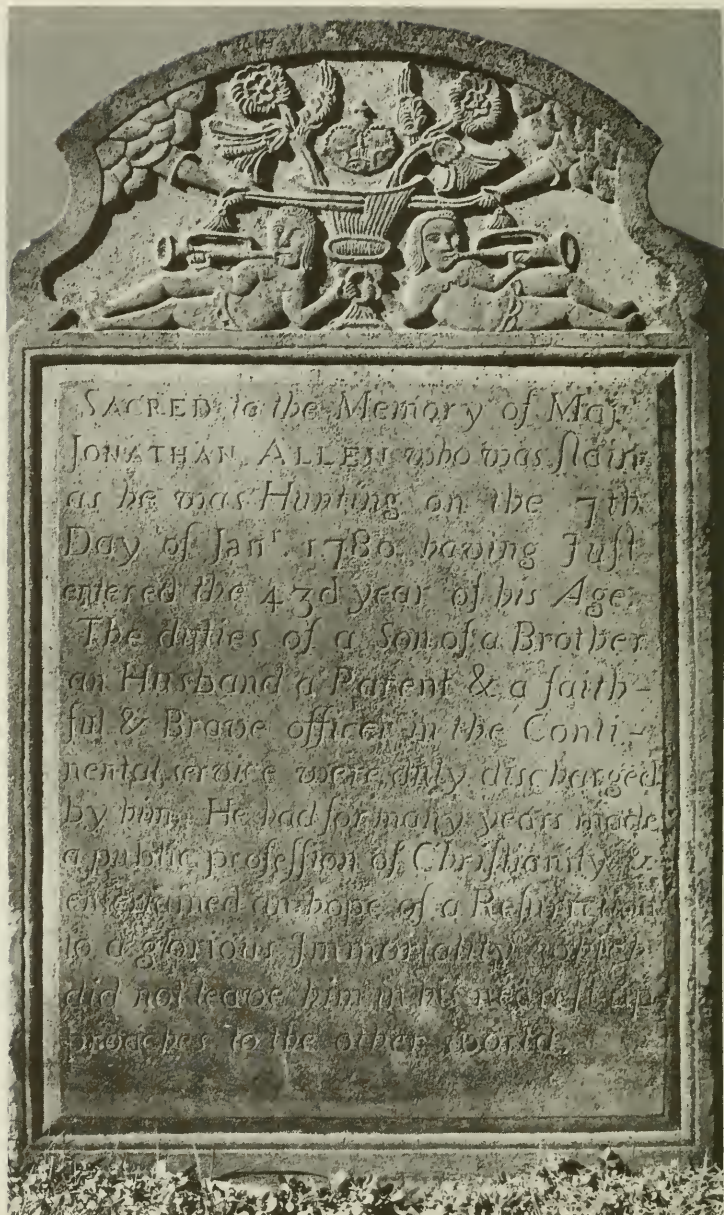 SACRED to the Memory of Maj.
JONATHAN ALLEN who was ſlain
as he was Hunting on the 7th
Day of Janr. 1780. having Juſt
entered the 43d year of his Age.
The duties of a Son of a Brother
an Husband a Parent & a faith-
ful & Brave officer in the Conti-
nental service were duly discharged
by him. He had for many years made
a public profeſſion of Chriſtianity &
entertained an hope of a Reſurrection
to a glorious Immortality which
did not leave him in his neareſt ap-
proaches to the other world.